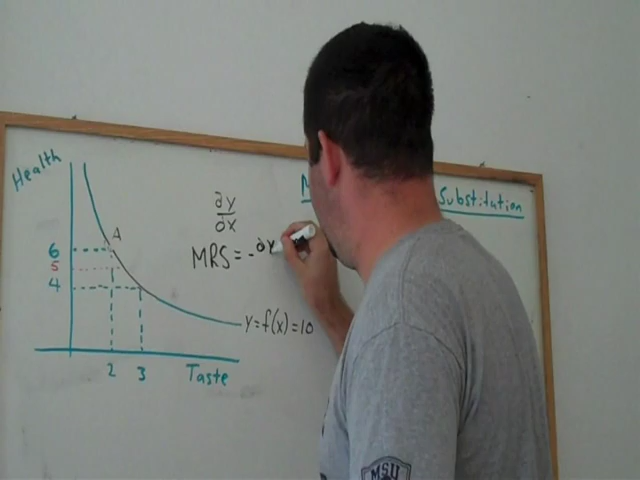 M Substitution
Health
∂y
∂x
MRS = - ∂y
A
6
5
4
y=f(x)=10
2 3 Taste
MSU